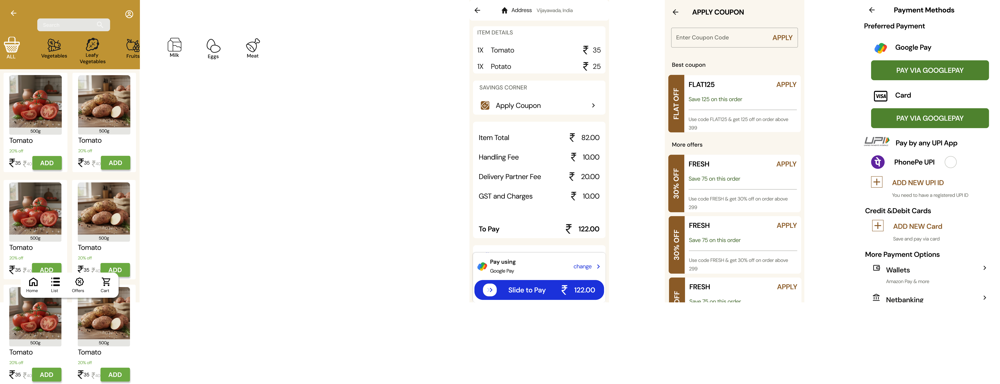 Search
ALL
Vegetables
Leafy
Vegetables
Fruits
Milk
Eggs
Meat
500g
500g
Tomato
Tomato
20% off
20% off
₹35 ₹40 ADD
₹35 ₹40 ADD
500g
500g
Tomato
Tomato
20% off
20% off
₹35 ₹40 ADD
₹35 ₹40 ADD
Home
List
Offers
Cart
500g
500g
Tomato
Tomato
20% off
20% off
₹35 ₹40 ADD
₹35 ₹40 ADD
Address Vijayawada, India
ITEM DETAILS
1X Tomato ₹ 35
1X Potato ₹ 25
SAVINGS CORNER
Apply Coupon
Item Total ₹ 82.00
Handling Fee ₹ 10.00
Delivery Partner Fee ₹ 20.00
GST and Charges ₹ 10.00
To Pay ₹ 122.00
Pay using
Google Pay
change
Slide to Pay ₹ 122.00
APPLY COUPON
Enter Coupon Code APPLY
Best coupon
FLAT OFF
FLAT125 APPLY
Save 125 on this order
Use code FLAT125 & get 125 off on order above
399
More offers
30% OFF
FRESH APPLY
Save 75 on this order
Use code FRESH & get 30% off on order above
299
30% OFF
FRESH APPLY
Save 75 on this order
Use code FRESH & get 30% off on order above
299
OFF
FRESH APPLY
Save 75 on this order
Payment Methods
Preferred Payment
Google Pay
PAY VIA GOOGLEPAY
VISA
Card
PAY VIA GOOGLEPAY
UPI
UNIFIED PAYMENTS INTERFACE
Pay by any UPI App
पे
PhonePe UPI
ADD NEW UPI ID
You need to have a registered UPI ID
Credit &Debit Cards
ADD NEW Card
Save and pay via card
More Payment Options
Wallets
Amazon Pay & more
Netbanking